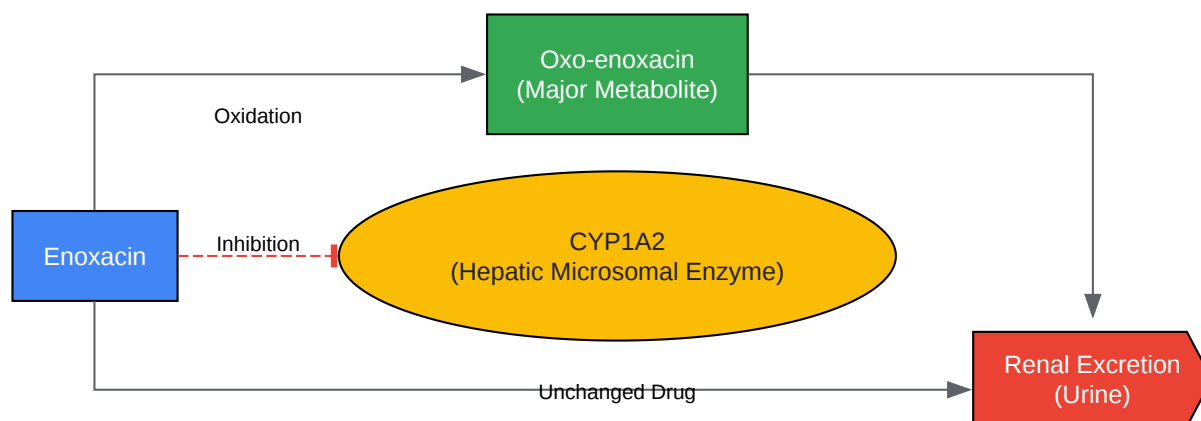 Oxo-enoxacin
(Major Metabolite)
Oxidation
Enoxacin
Inhibition
CYP1A2
(Hepatic Microsomal Enzyme)
Unchanged Drug
Renal Excretion
(Urine)